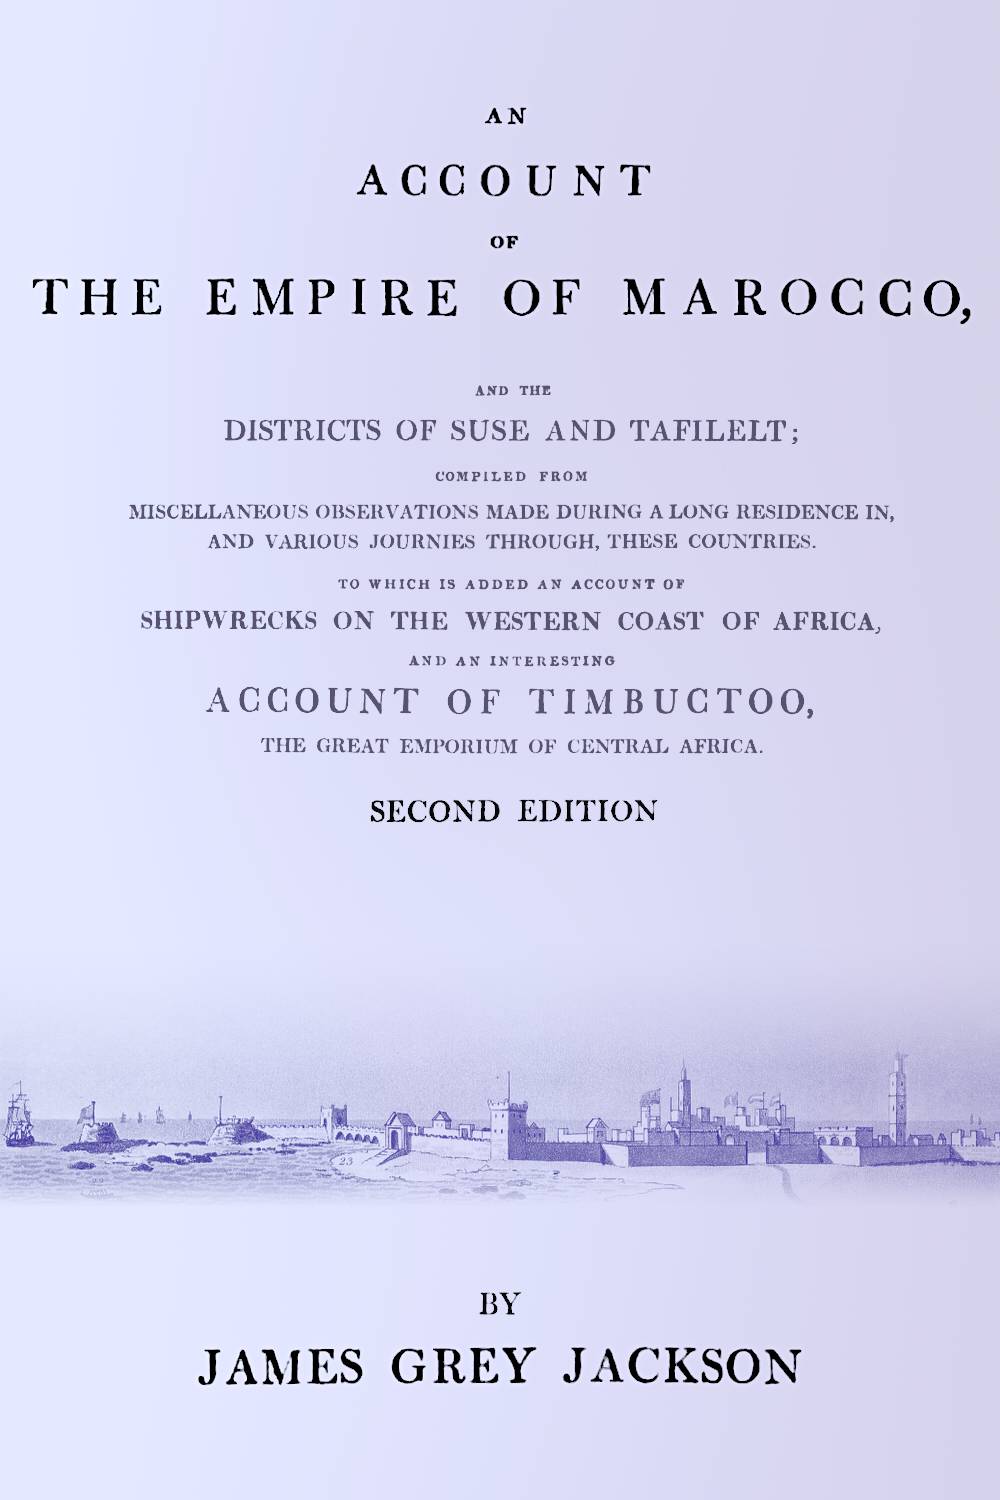 AN
ACCOUNT
OF
THE EMPIRE OF MAROCCO,
AND THE
DISTRICTS OF SUSE AND TAFILELT;
COMPILED FROM
MISCELLANEOUS OBSERVATIONS MADE DURING A LONG RESIDENCE IN,
AND VARIOUS JOURNIES THROUGH, THESE COUNTRIES.
TO WHICH IS ADDED AN ACCOUNT OF
SHIPWRECKS ON THE WESTERN COAST OF AFRICA,
AND AN INTERESTING
ACCOUNT OF TIMBUCTOO,
THE GREAT EMPORIUM OF CENTRAL AFRICA.
SECOND EDITION
23
22
BY
JAMES GREY JACKSON